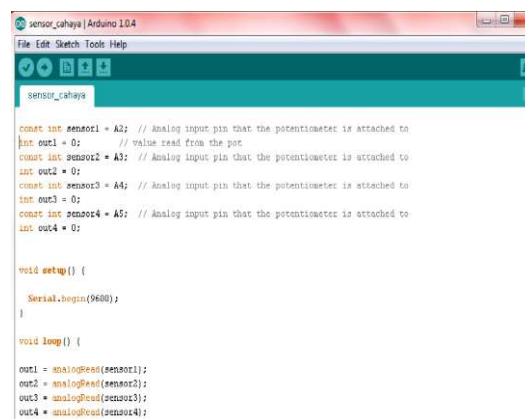 sensor_cahaya | Arduino 1.0.4
File Edit Sketch Tools Help
sensor_cahaya
const int sensor1 = A2; // Analog input pin that the potentiometer is attached to
int out1 = 0; // value read from the pot
const int sensor2 = A3; // Analog input pin that the potentiometer is attached to
int out2 = 0;
const int sensor3 = A4; // Analog input pin that the potentiometer is attached to
int out3 = 0;
const int sensor4 = A5; // Analog input pin that the potentiometer is attached to
int out4 = 0;
void setup() {
Serial.begin(9600);
}
void loop() {
out1 = analogRead(sensor1);
out2 = analogRead(sensor2);
out3 = analogRead(sensor3);
out4 = analogRead(sensor4);